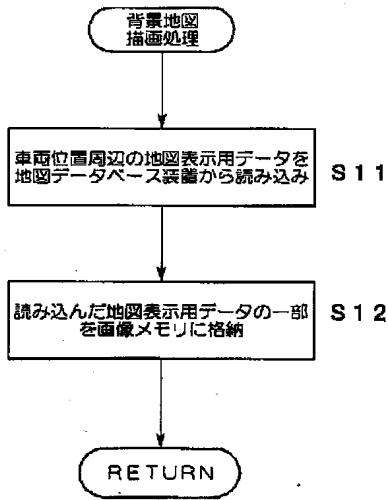 背景地図
描画処理
車両位置周辺の地図表示用データを
地図データベース装置から読み込み
S11
読み込んだ地図表示用データの一部
を画像メモリに格納
S12
RETURN